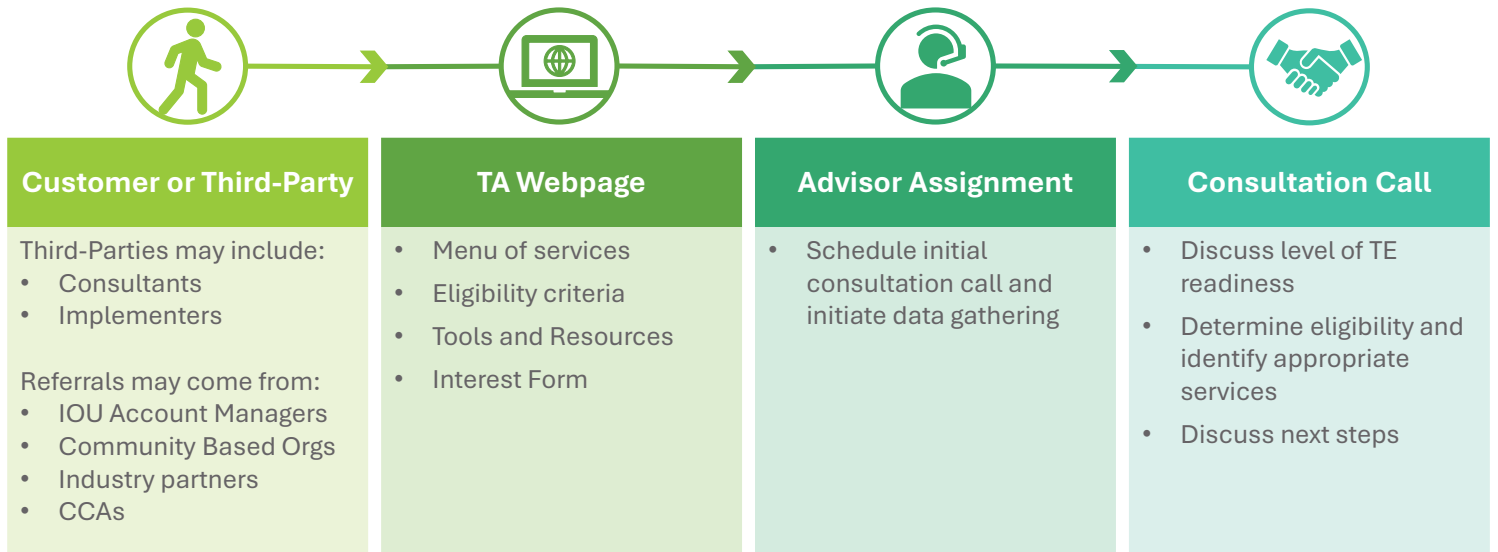 Customer or Third-Party
Third-Parties may include:
• Consultants
• Implementers
Referrals may come from:
• IOU Account Managers
• Community Based Orgs
• Industry partners
• CCAs
TA Webpage
• Menu of services
• Eligibility criteria
• Tools and Resources
• Interest Form
Advisor Assignment
• Schedule initial
consultation call and
initiate data gathering
Consultation Call
• Discuss level of TE
readiness
• Determine eligibility and
identify appropriate
services
• Discuss next steps